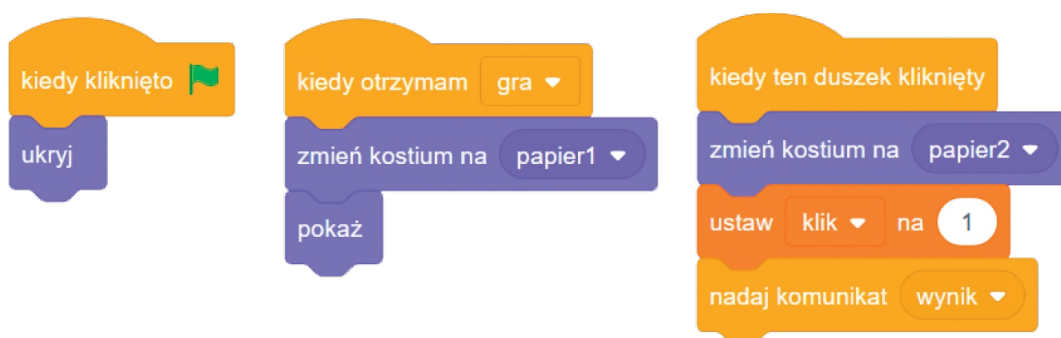 kiedy kliknięto
ukryj
kiedy otrzymam gra
zmień kostium na papier1
pokaż
kiedy ten duszek kliknięty
zmień kostium na papier2
ustaw klik na 1
nadaj komunikat wynik